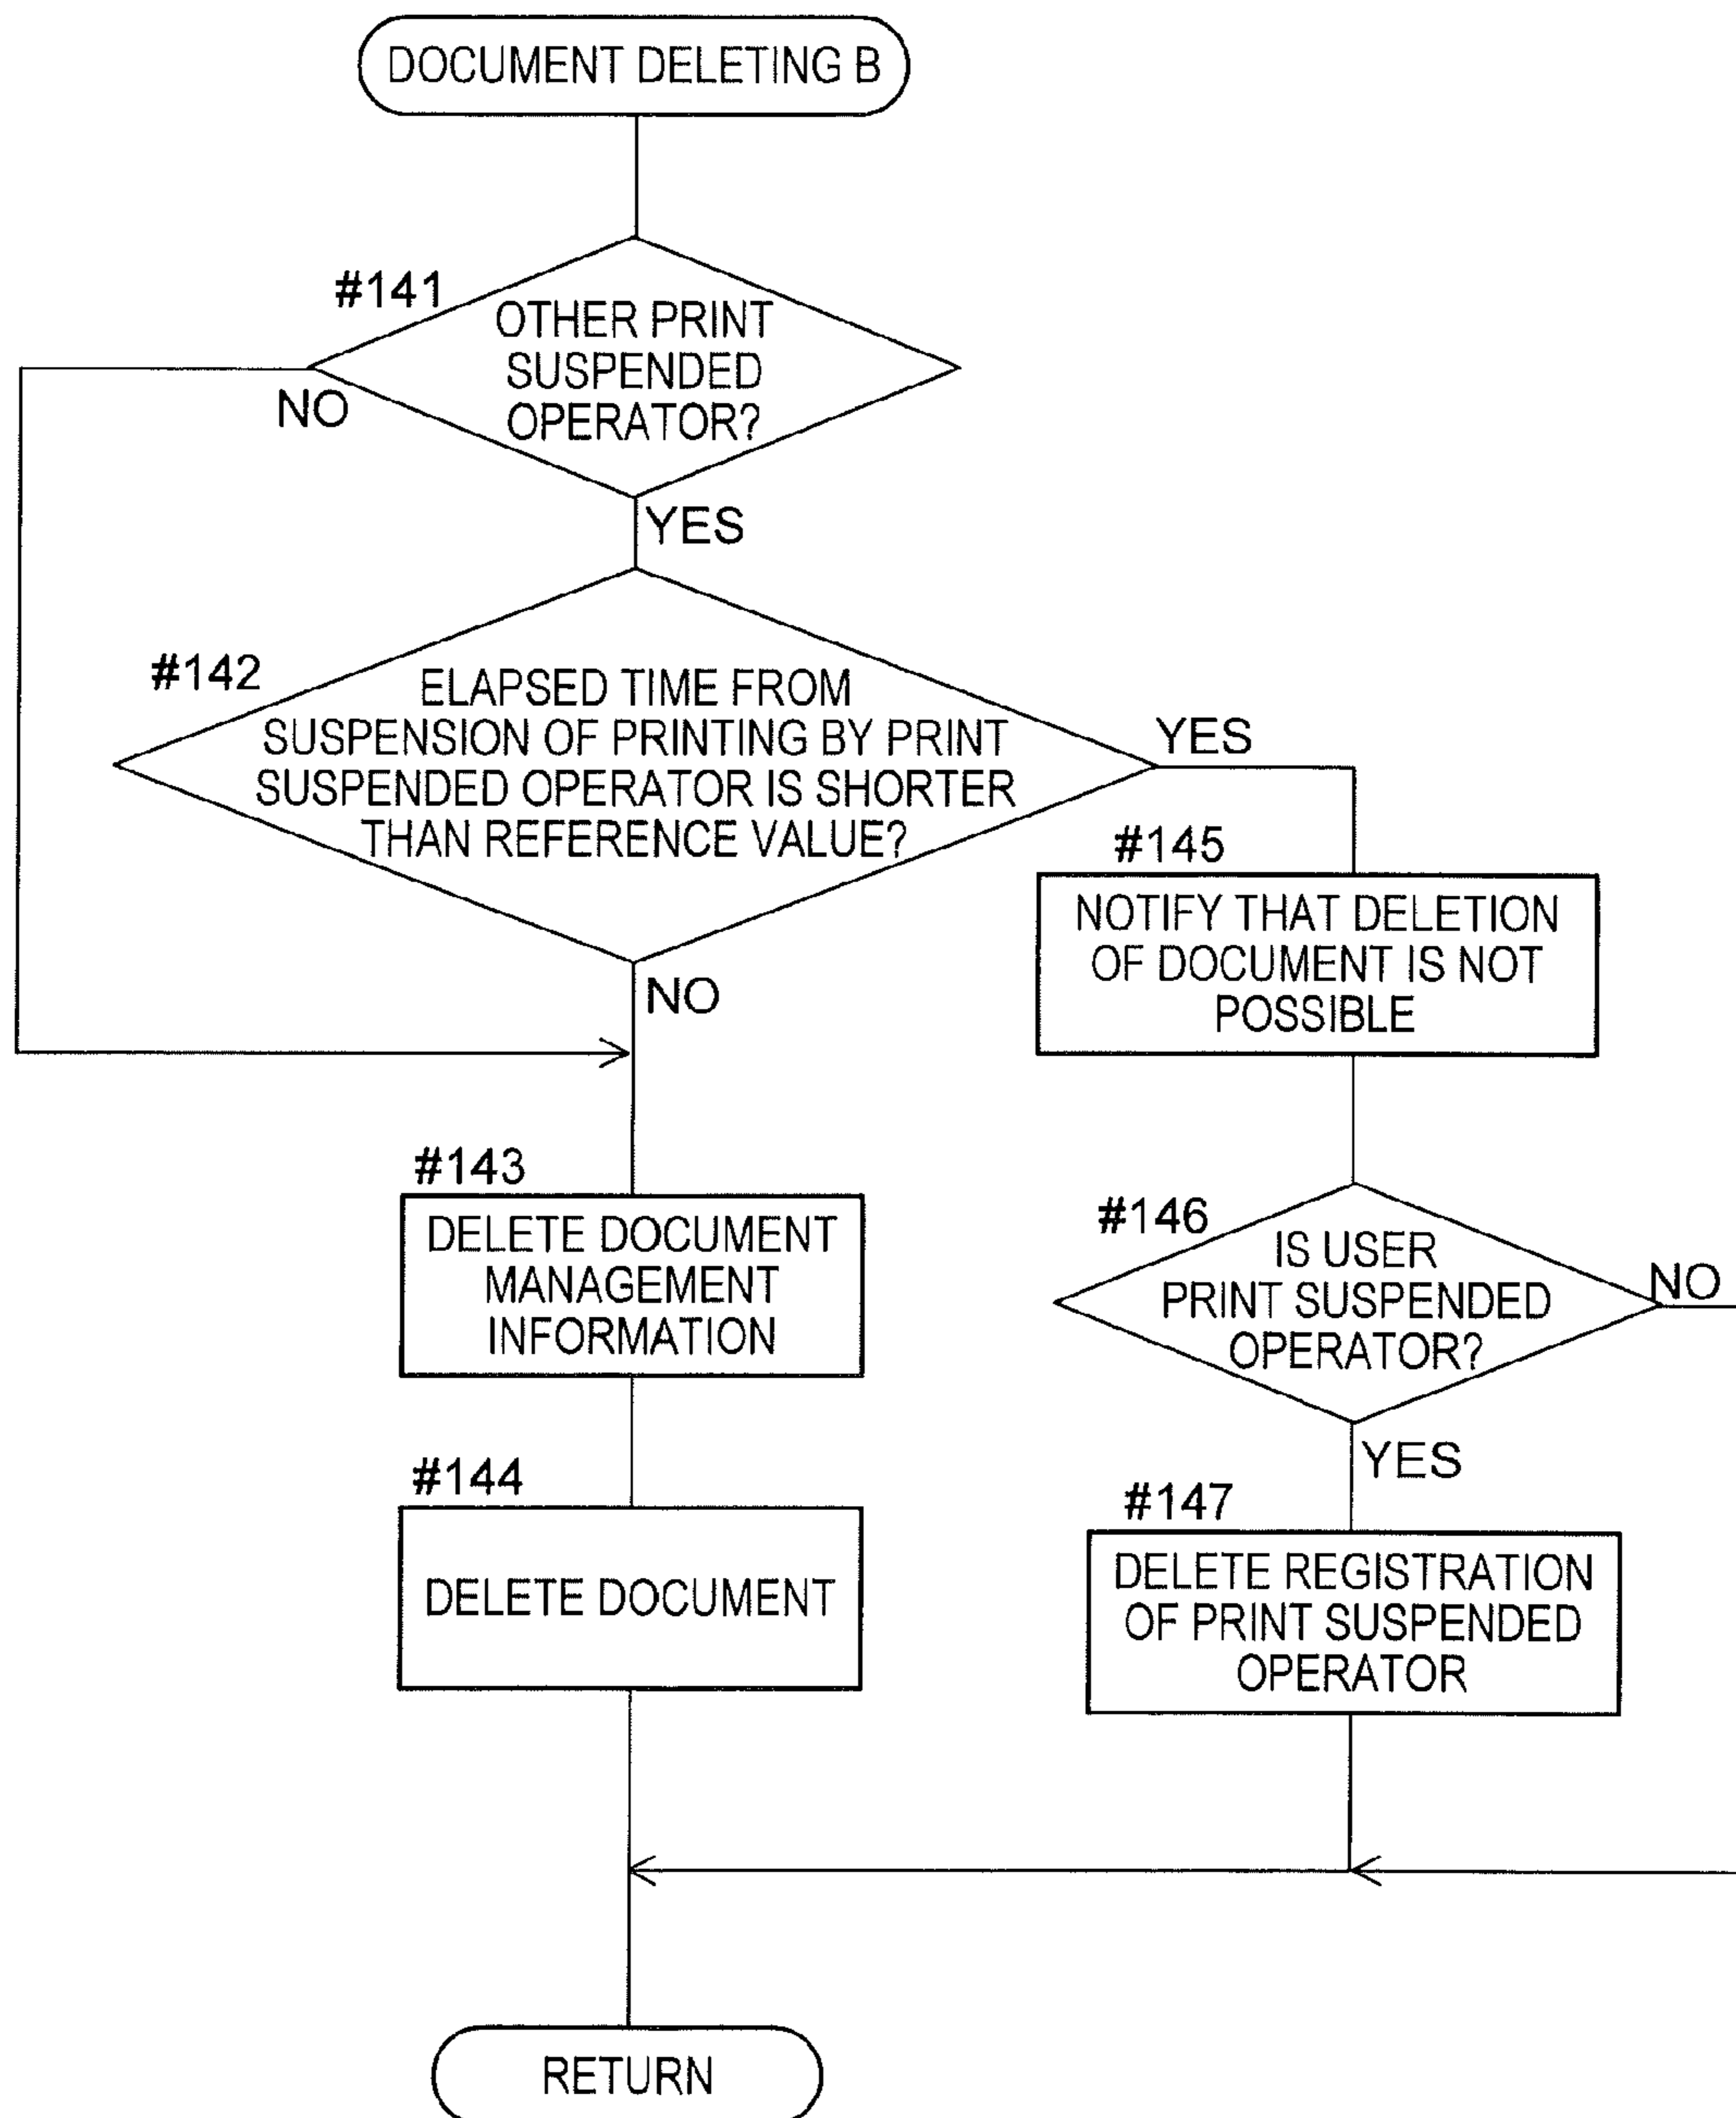 DOCUMENT DELETING B
#141
OTHER PRINT
SUSPENDED
OPERATOR?
NO
YES
#142
ELAPSED TIME FROM
SUSPENSION OF PRINTING BY PRINT
SUSPENDED OPERATOR IS SHORTER
THAN REFERENCE VALUE?
YES
NO
#145
NOTIFY THAT DELETION
OF DOCUMENT IS NOT
POSSIBLE
#143
DELETE DOCUMENT
MANAGEMENT
INFORMATION
#146
IS USER
PRINT SUSPENDED
OPERATOR?
NO
YES
#144
DELETE DOCUMENT
#147
DELETE REGISTRATION
OF PRINT SUSPENDED
OPERATOR
RETURN